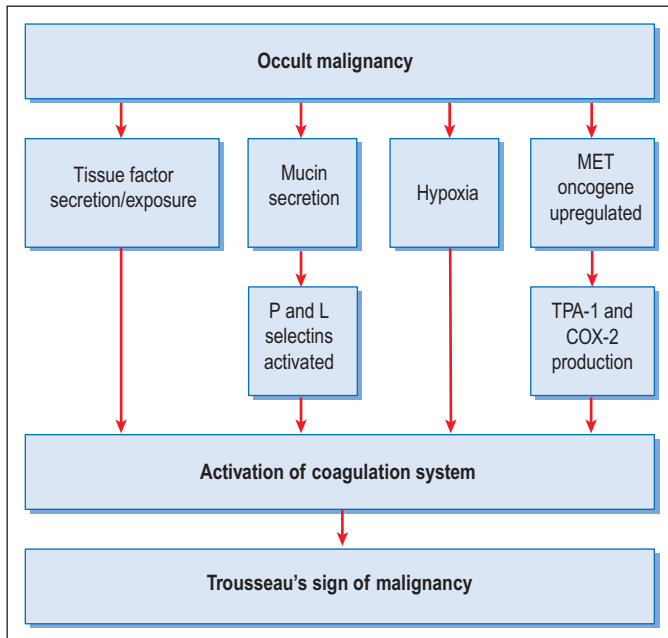 Occult malignancy
Tissue factor
secretion/exposure
Mucin
secretion
Hypoxia
MET
oncogene
upregulated
P and L
selectins
activated
TPA-1 and
COX-2
production
Activation of coagulation system
Trousseau’s sign of malignancy